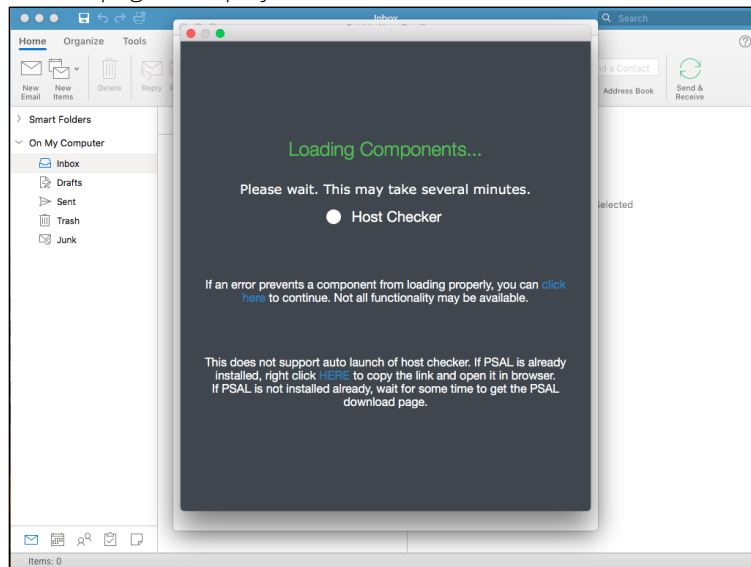 Inbox
Search
Home Organize Tools
New Email
New Items
Delete
Reply
Address Book
Send & Receive
Smart Folders
On My Computer
Inbox
Drafts
Sent
Trash
Junk
Loading Components...
Please wait. This may take several minutes.
Host Checker
If an error prevents a component from loading properly, you can click
here to continue. Not all functionality may be available.
This does not support auto launch of host checker. If PSAL is already
installed, right click HERE to copy the link and open it in browser.
If PSAL is not installed already, wait for some time to get the PSAL
download page.
Items: 0